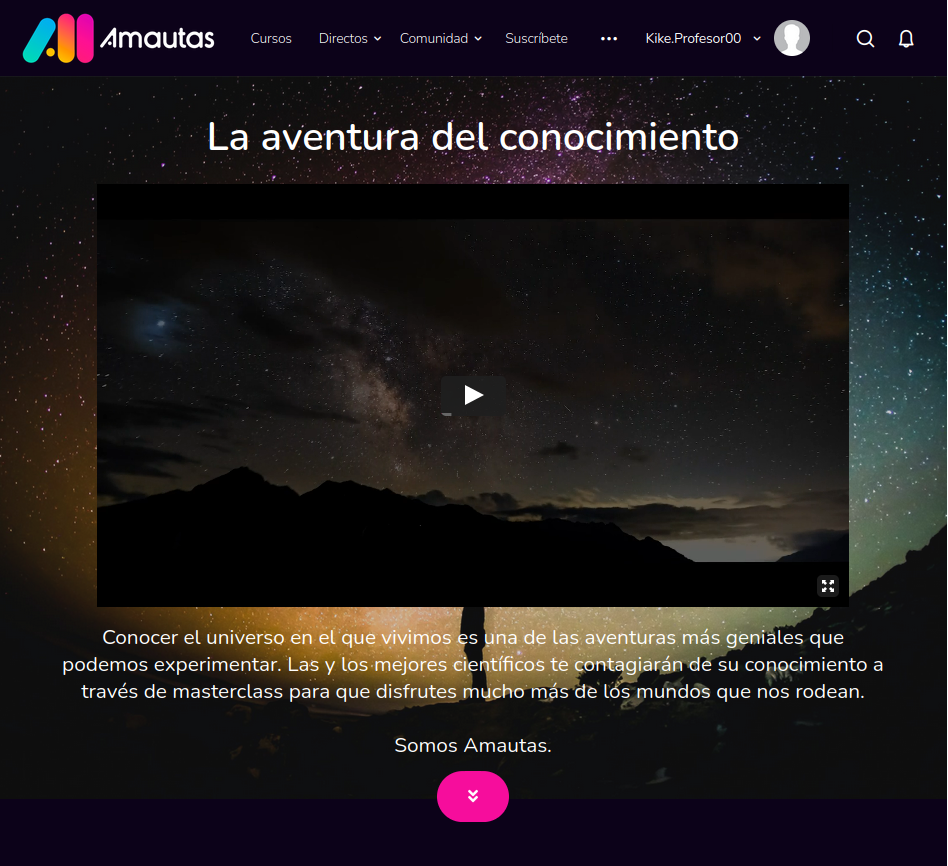 Amautas
Cursos
Directos
Comunidad
Suscríbete
Kike.Profesor00
La aventura del conocimiento
Conocer el universo en el que vivimos es una de las aventuras más geniales que
podemos experimentar. Las y los mejores científicos te contagiarán de su conocimiento a
través de masterclass para que disfrutes mucho más de los mundos que nos rodean.
Somos Amautas.